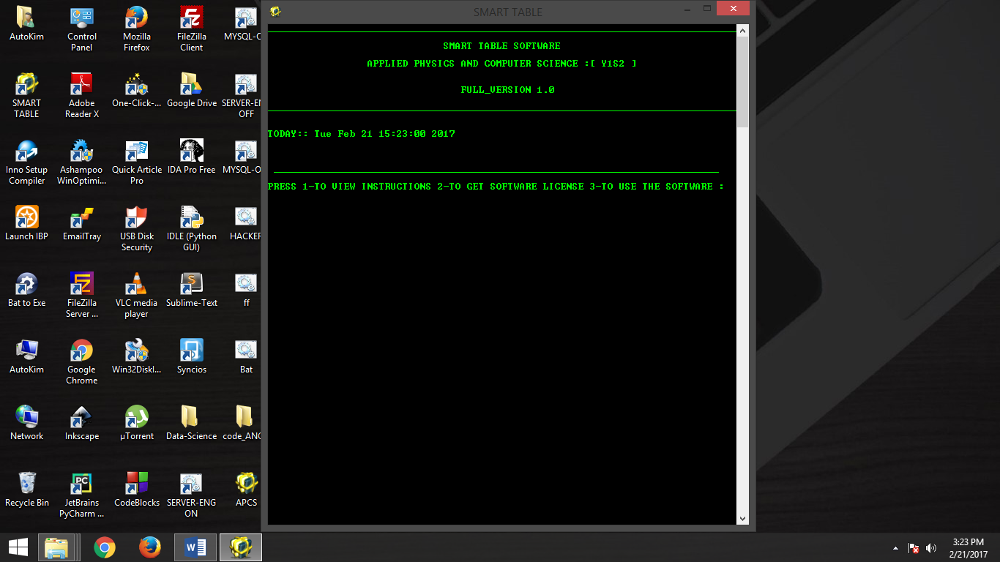 AutoKim
Control Panel
Mozilla Firefox
FileZilla Client
MYSQL-O
SMART TABLE
Adobe Reader X
One-Click-...
Google Drive
SERVER-EN OFF
Inno Setup Compiler
Ashampoo WinOptimi...
Quick Article Pro
IDA Pro Free
MYSQL-O
Launch IBP
EmailTray
USB Disk Security
IDLE (Python GUI)
HACKER
Bat to Exe
FileZilla Server ...
VLC media player
Sublime-Text
ff
AutoKim
Google Chrome
Win32DiskI...
Syncios
Bat
Network
Inkscape
µTorrent
Data-Science
code_ANG
Recycle Bin
JetBrains PyCharm ...
CodeBlocks
SERVER-ENG ON
APCS
SMART TABLE
SMART TABLE SOFTWARE
APPLIED PHYSICS AND COMPUTER SCIENCE :[ Y1S2 ]
FULL_VERSION 1.0
TODAY:: Tue Feb 21 15:23:00 2017
PRESS 1-TO VIEW INSTRUCTIONS 2-TO GET SOFTWARE LICENSE 3-TO USE THE SOFTWARE :
3:23 PM
2/21/2017